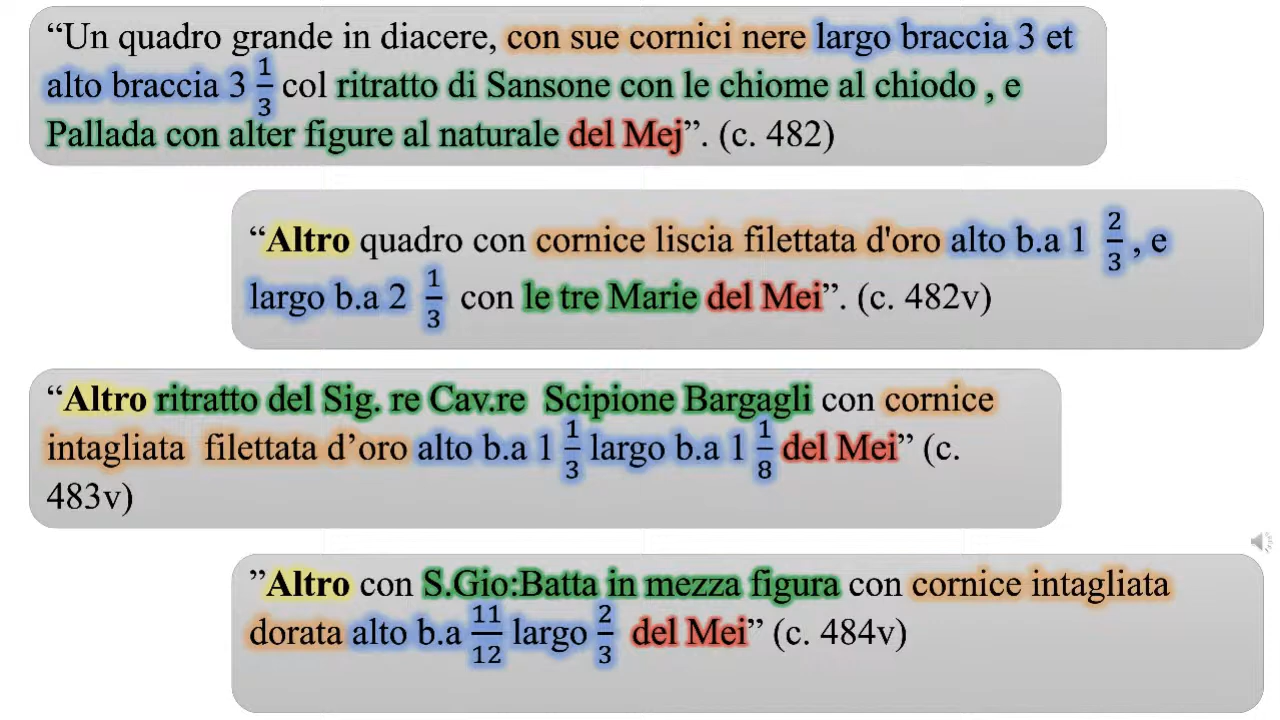 “Un quadro grande in diacere, con sue cornici nere largo braccia 3 et
alto braccia 3 1/3 col ritratto di Sansone con le chiome al chiodo , e
Pallada con alter figure al naturale del Mej”. (c. 482)
“Altro quadro con cornice liscia filettata d'oro alto b.a 1 2/3 , e
largo b.a 2 1/3 con le tre Marie del Mei”. (c. 482v)
“Altro ritratto del Sig. re Cav.re Scipione Bargagli con cornice
intagliata filettata d’oro alto b.a 1 1/3 largo b.a 1 1/8 del Mei” (c.
483v)
”Altro con S.Gio:Batta in mezza figura con cornice intagliata
dorata alto b.a 11/12 largo 2/3 del Mei” (c. 484v)